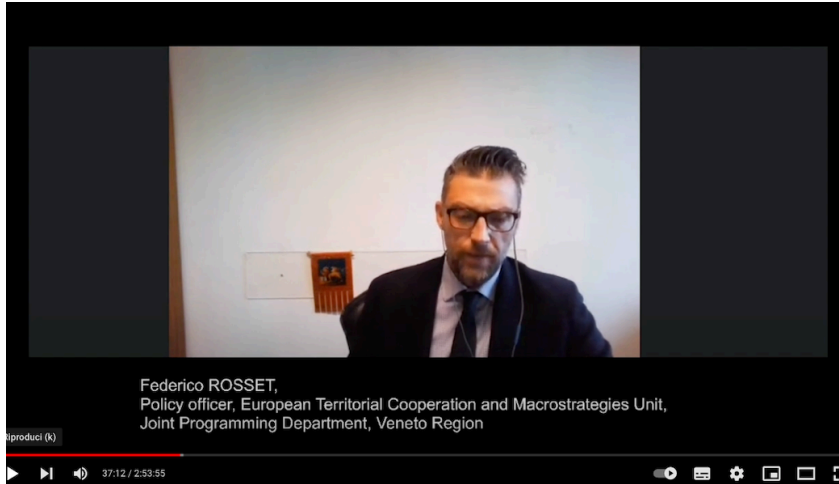 Federico ROSSET,
Policy officer, European Territorial Cooperation and Macrostrategies Unit,
Joint Programming Department, Veneto Region
tiproduci (k)
37:12 / 2:53:55